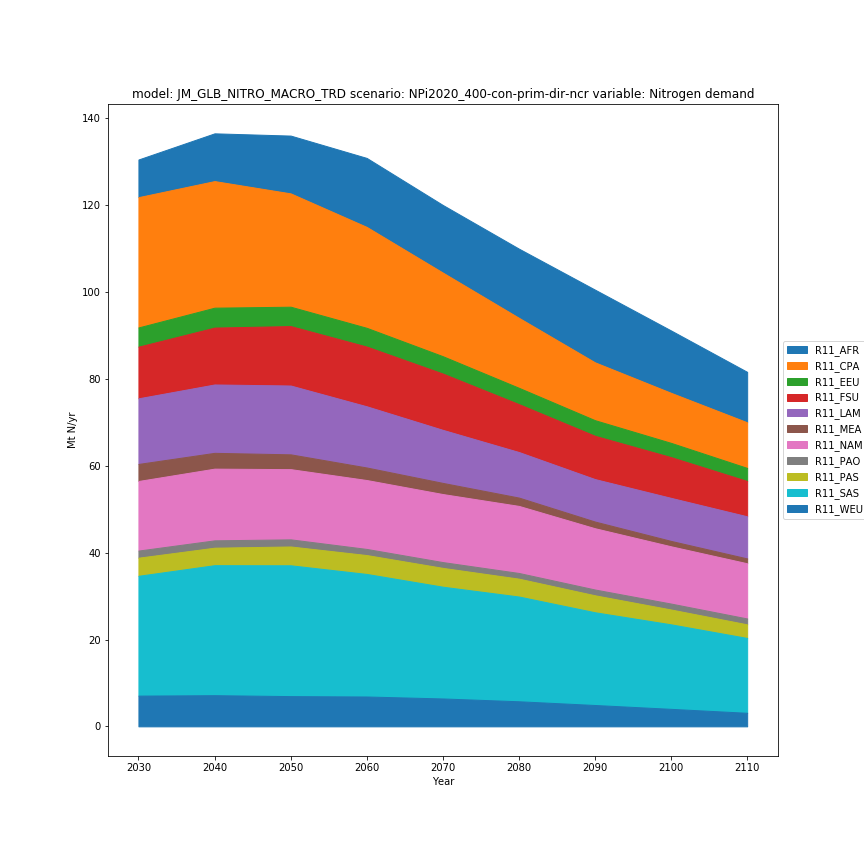 model: JM_GLB_NITRO_MACRO_TRD scenario: NPi2020_400-con-prim-dir-ncr variable: Nitrogen demand
140
120
100
80
60
40
20
0
Mt N/yr
2030 2040 2050 2060 2070 2080 2090 2100 2110
Year
R11_AFR
R11_CPA
R11_EEU
R11_FSU
R11_LAM
R11_MEA
R11_NAM
R11_PAO
R11_PAS
R11_SAS
R11_WEU